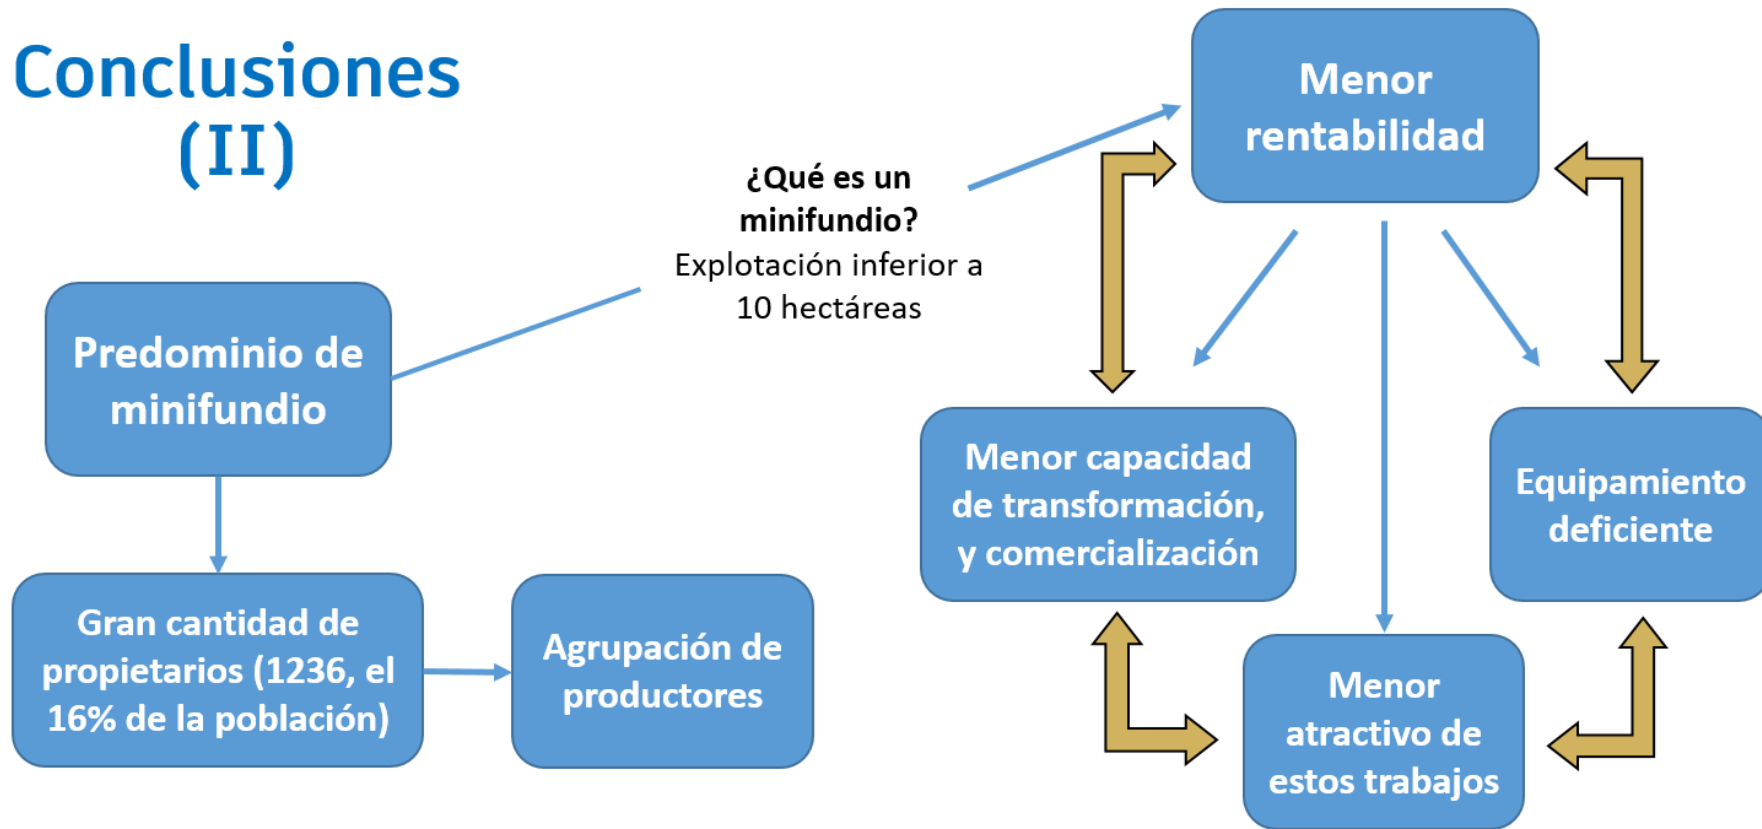 Conclusiones
(II)
¿Qué es un
minifundio?
Explotación inferior a
10 hectáreas
Predominio de
minifundio
Gran cantidad de
propietarios (1236, el
16% de la población)
Agrupación de
productores
Menor
rentabilidad
Menor capacidad
de transformación,
y comercialización
Equipamiento
deficiente
Menor
atractivo de
estos trabajos